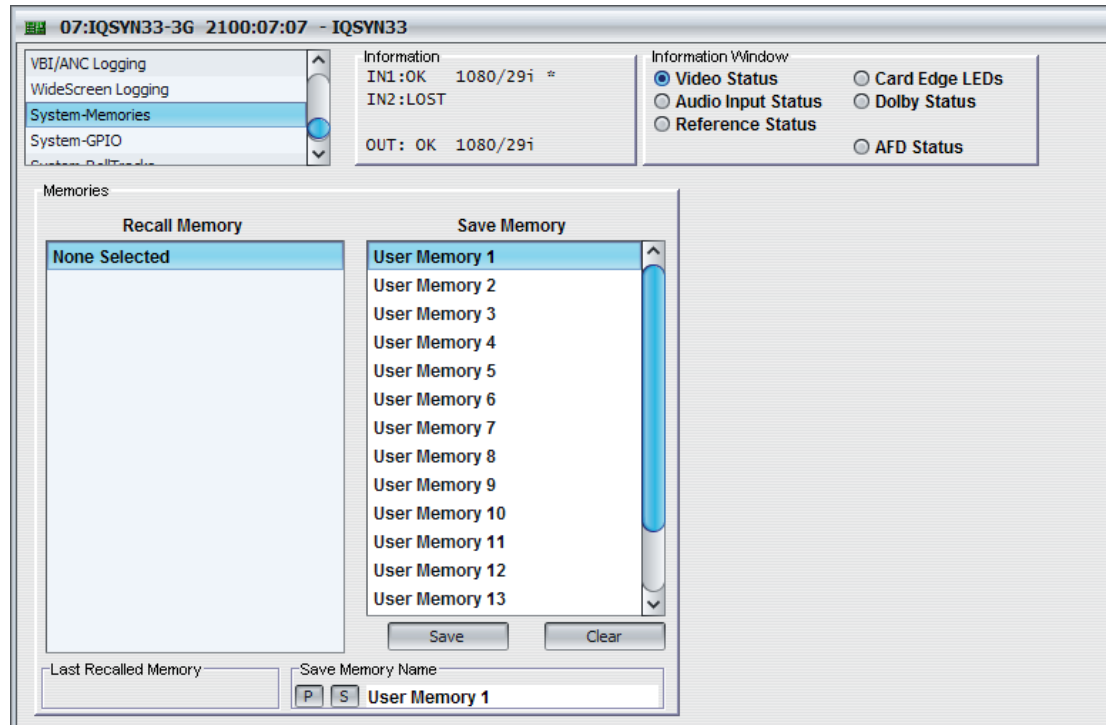 07:IQSYN33-3G 2100:07:07 - IQSYN33
VBI/ANC Logging
WideScreen Logging
System-Memories
System-GPIO
Information
IN1:OK 1080/29i *
IN2:LOST
OUT: OK 1080/29i
Information Window
Video Status
Audio Input Status
Reference Status
Card Edge LEDs
Dolby Status
AFD Status
Memories
Recall Memory
None Selected
Save Memory
User Memory 1
User Memory 2
User Memory 3
User Memory 4
User Memory 5
User Memory 6
User Memory 7
User Memory 8
User Memory 9
User Memory 10
User Memory 11
User Memory 12
User Memory 13
Save Clear
Last Recalled Memory
Save Memory Name
P S User Memory 1